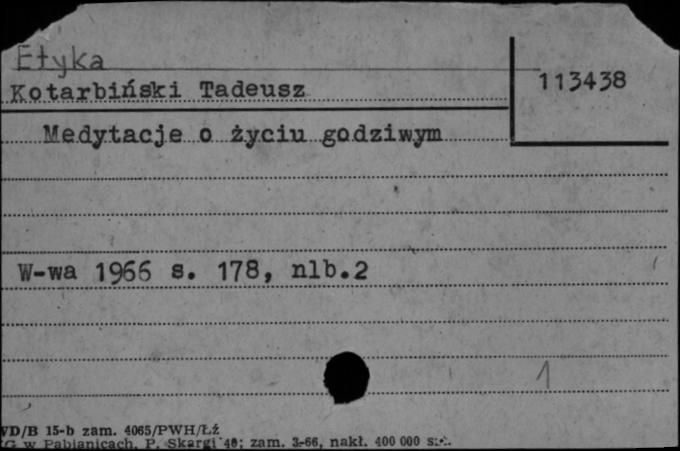 Etyka
Kotarbiński Tadeusz
113438
Medytacje o życiu godziwym
W-wa 1966 s. 178, nlb.2
1
VD/B 15-b zam. 4065/PWH/Łź
w Pabianicach, P. Skargi 40; zam. 3-66, nakł. 400 000